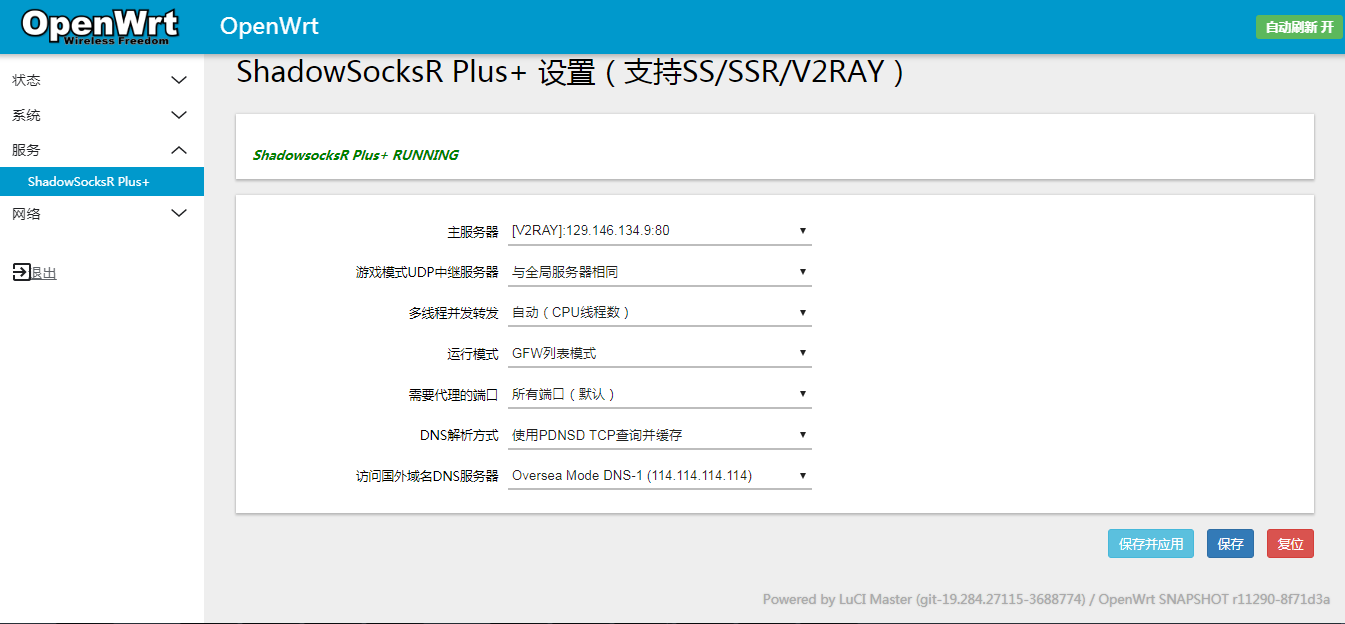 OpenWrt
Wireless Freedom
OpenWrt
自动刷新 开
状态
系统
服务
ShadowSocksR Plus+
网络
退出
ShadowSocksR Plus+ 设置（支持SS/SSR/V2RAY）
ShadowsocksR Plus+ RUNNING
主服务器 [V2RAY]:129.146.134.9:80
游戏模式UDP中继服务器 与全局服务器相同
多线程并发转发 自动（CPU线程数）
运行模式 GFW列表模式
需要代理的端口 所有端口（默认）
DNS解析方式 使用PDNSD TCP查询并缓存
访问国外域名DNS服务器 Oversea Mode DNS-1 (114.114.114.114)
保存并应用 保存 复位
Powered by LuCI Master (git-19.284.27115-3688774) / OpenWrt SNAPSHOT r11290-8f71d3a